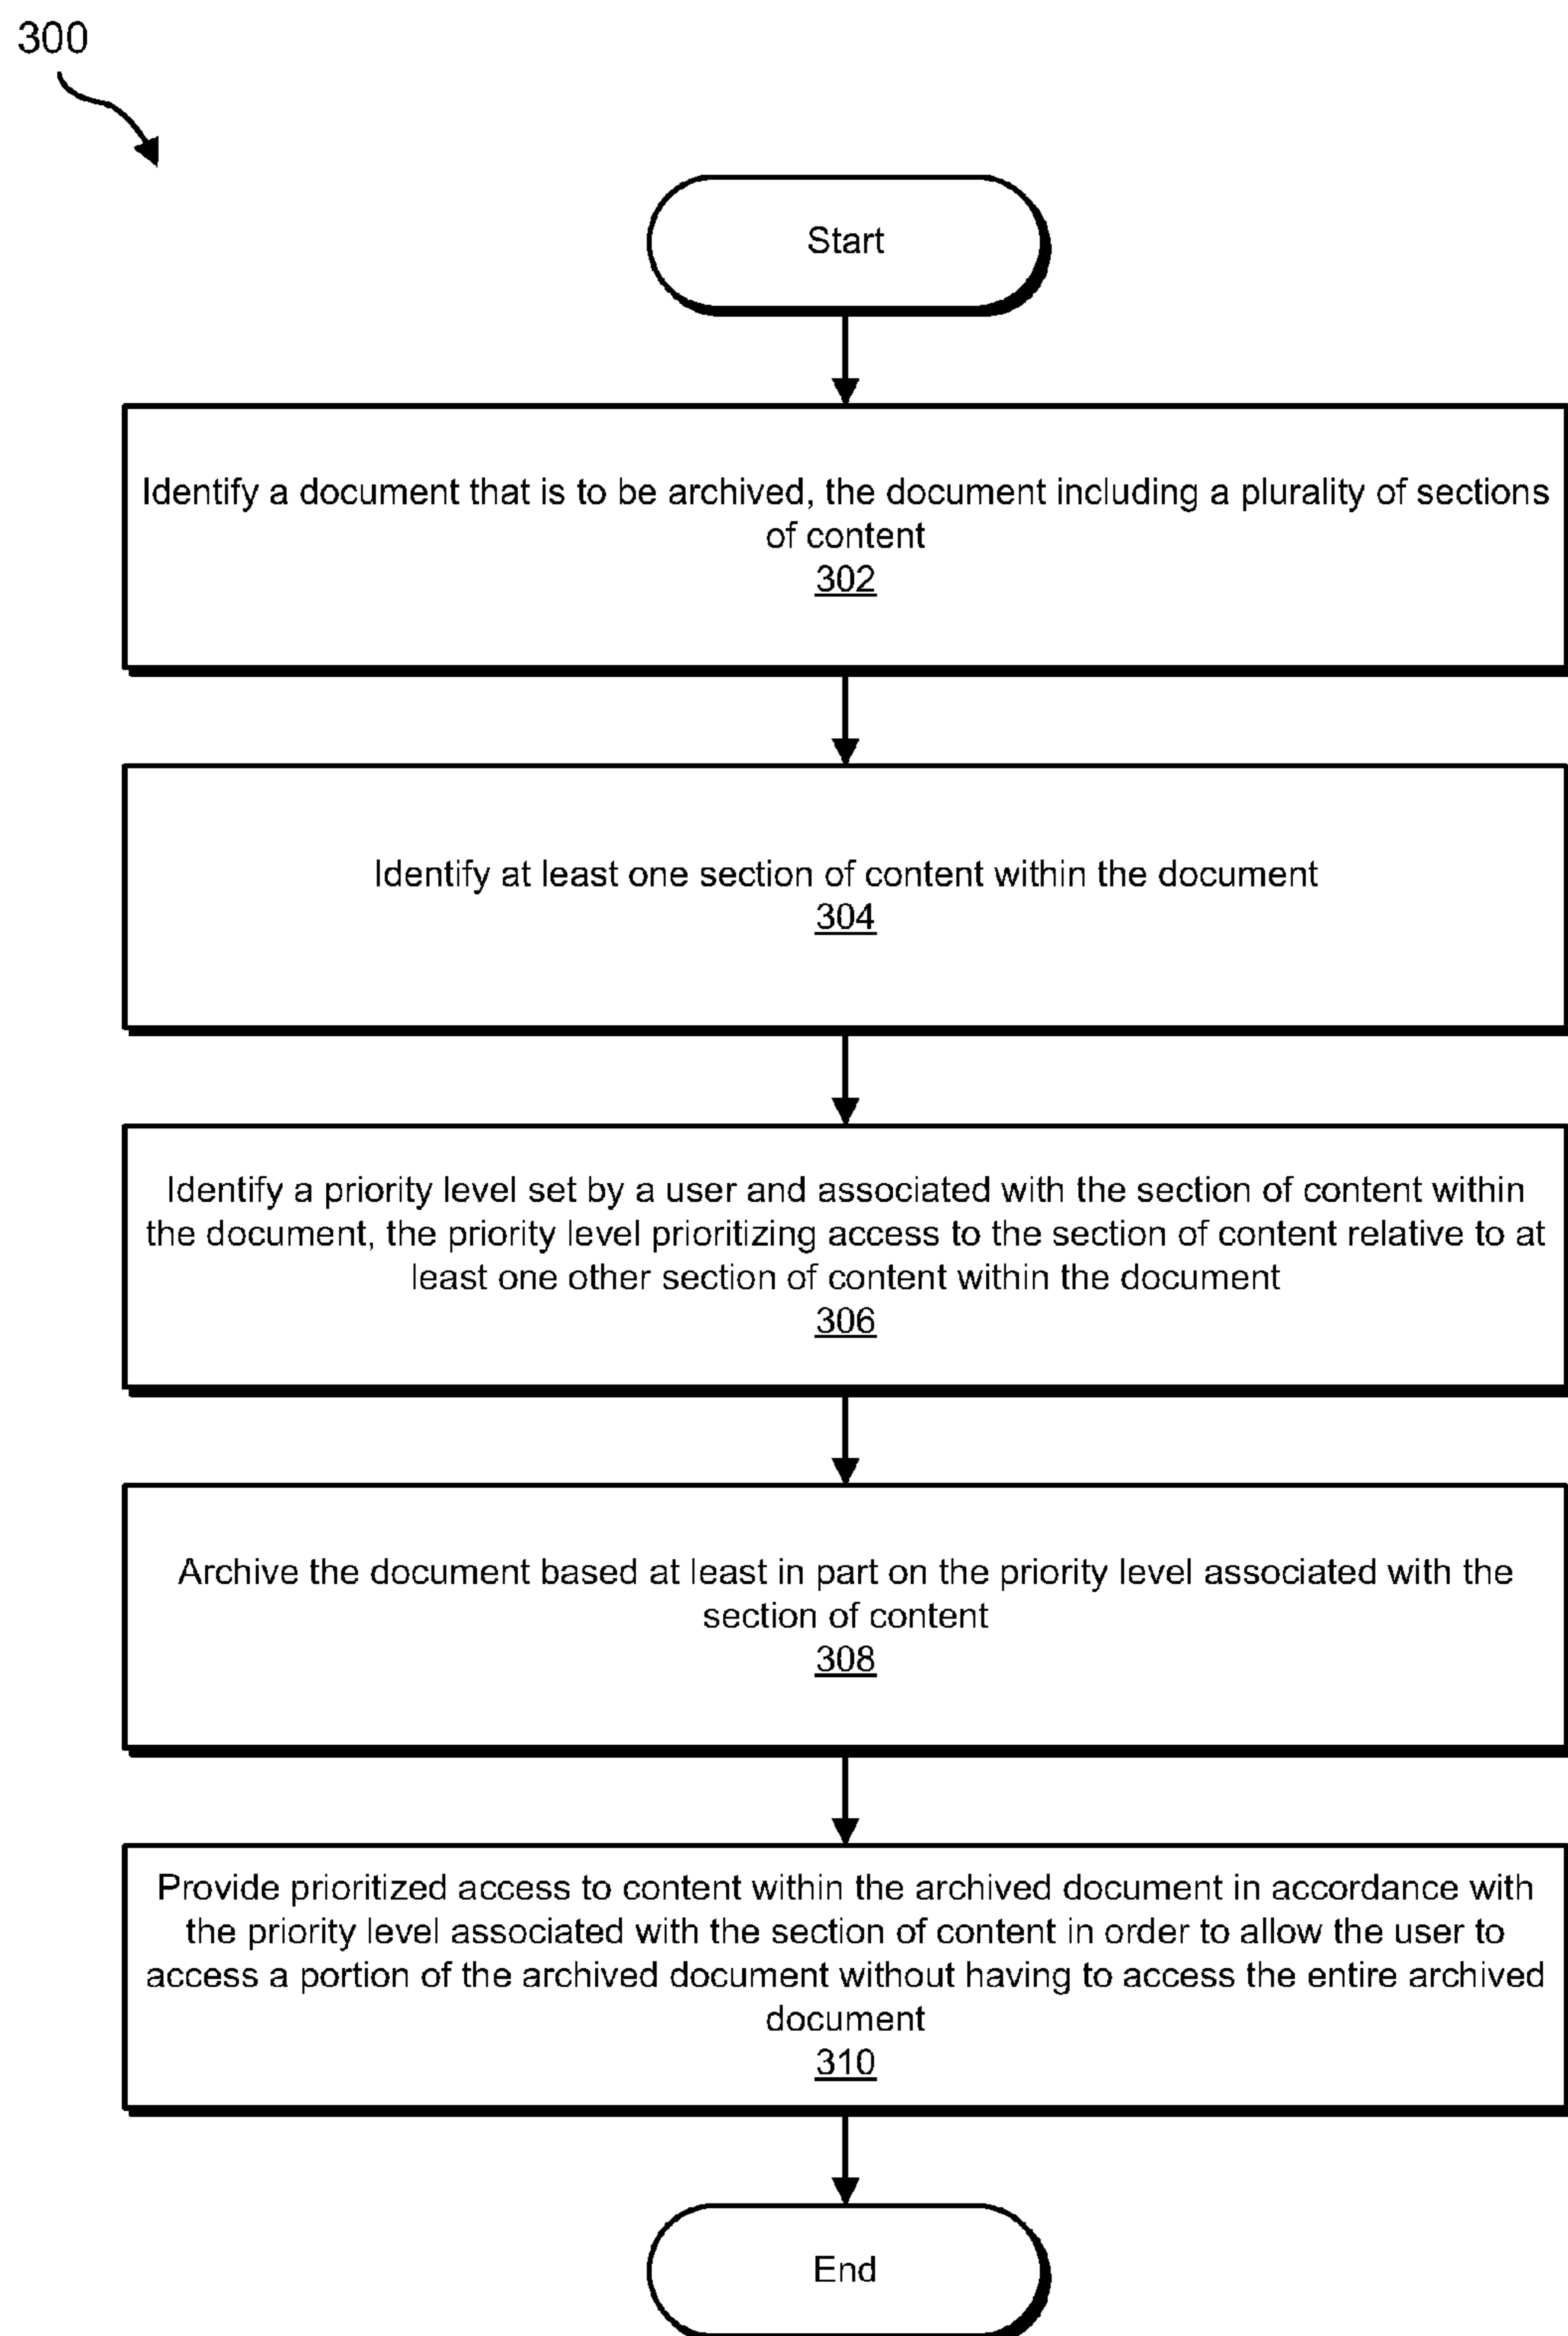 300
Start
Identify a document that is to be archived, the document including a plurality of sections
of content
302
Identify at least one section of content within the document
304
Identify a priority level set by a user and associated with the section of content within
the document, the priority level prioritizing access to the section of content relative to at
least one other section of content within the document
306
Archive the document based at least in part on the priority level associated with the
section of content
308
Provide prioritized access to content within the archived document in accordance with
the priority level associated with the section of content in order to allow the user to
access a portion of the archived document without having to access the entire archived
document
310
End